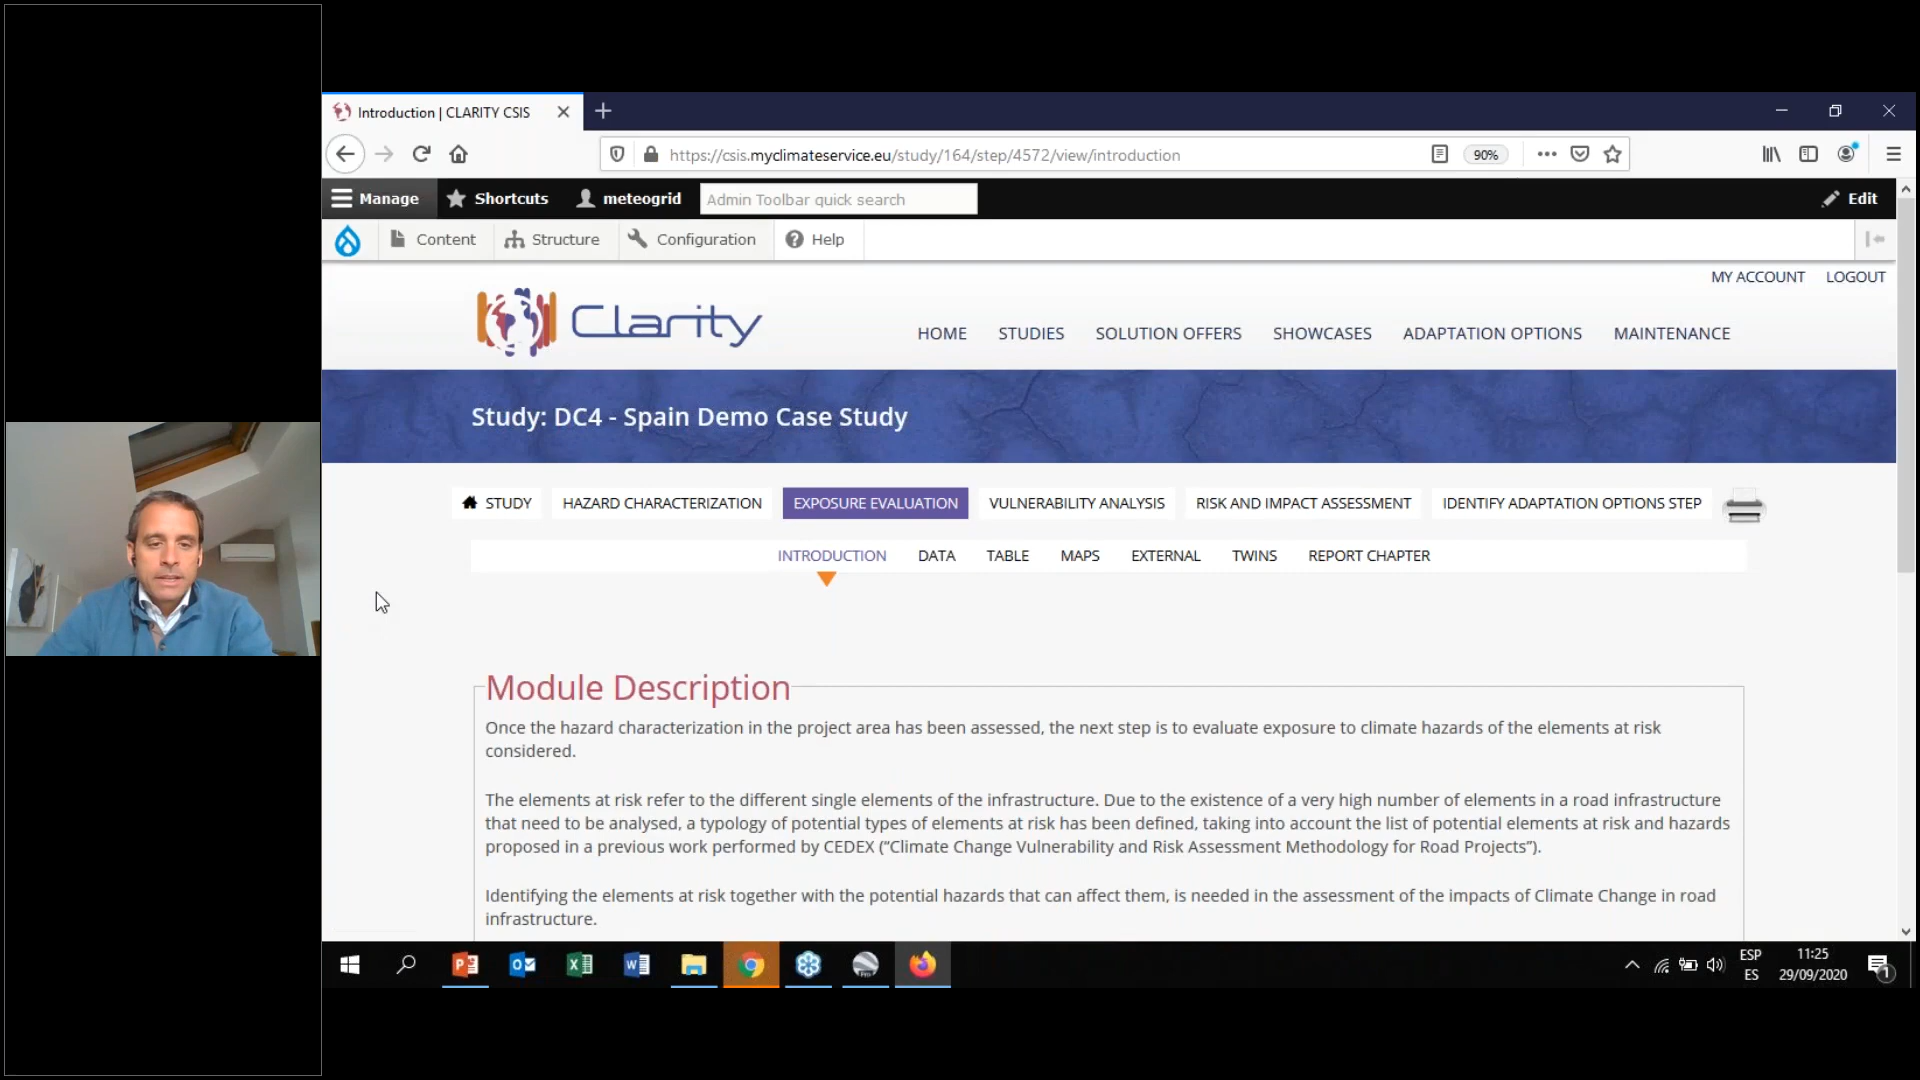 Introduction | CLARITY CSIS
https://csis.myclimateservice.eu/study/164/step/4572/view/introduction
90%
Manage
Shortcuts
meteogrid
Admin Toolbar quick search
Edit
Content
Structure
Configuration
Help
MY ACCOUNT
LOGOUT
Clarity
HOME
STUDIES
SOLUTION OFFERS
SHOWCASES
ADAPTATION OPTIONS
MAINTENANCE
Study: DC4 - Spain Demo Case Study
STUDY
HAZARD CHARACTERIZATION
EXPOSURE EVALUATION
VULNERABILITY ANALYSIS
RISK AND IMPACT ASSESSMENT
IDENTIFY ADAPTATION OPTIONS STEP
INTRODUCTION
DATA
TABLE
MAPS
EXTERNAL
TWINS
REPORT CHAPTER
Module Description
Once the hazard characterization in the project area has been assessed, the next step is to evaluate exposure to climate hazards of the elements at risk
considered.
The elements at risk refer to the different single elements of the infrastructure. Due to the existence of a very high number of elements in a road infrastructure
that need to be analysed, a typology of potential types of elements at risk has been defined, taking into account the list of potential elements at risk and hazards
proposed in a previous work performed by CEDEX (“Climate Change Vulnerability and Risk Assessment Methodology for Road Projects”).
Identifying the elements at risk together with the potential hazards that can affect them, is needed in the assessment of the impacts of Climate Change in road
infrastructure.
ESP
ES
11:25
29/09/2020
1